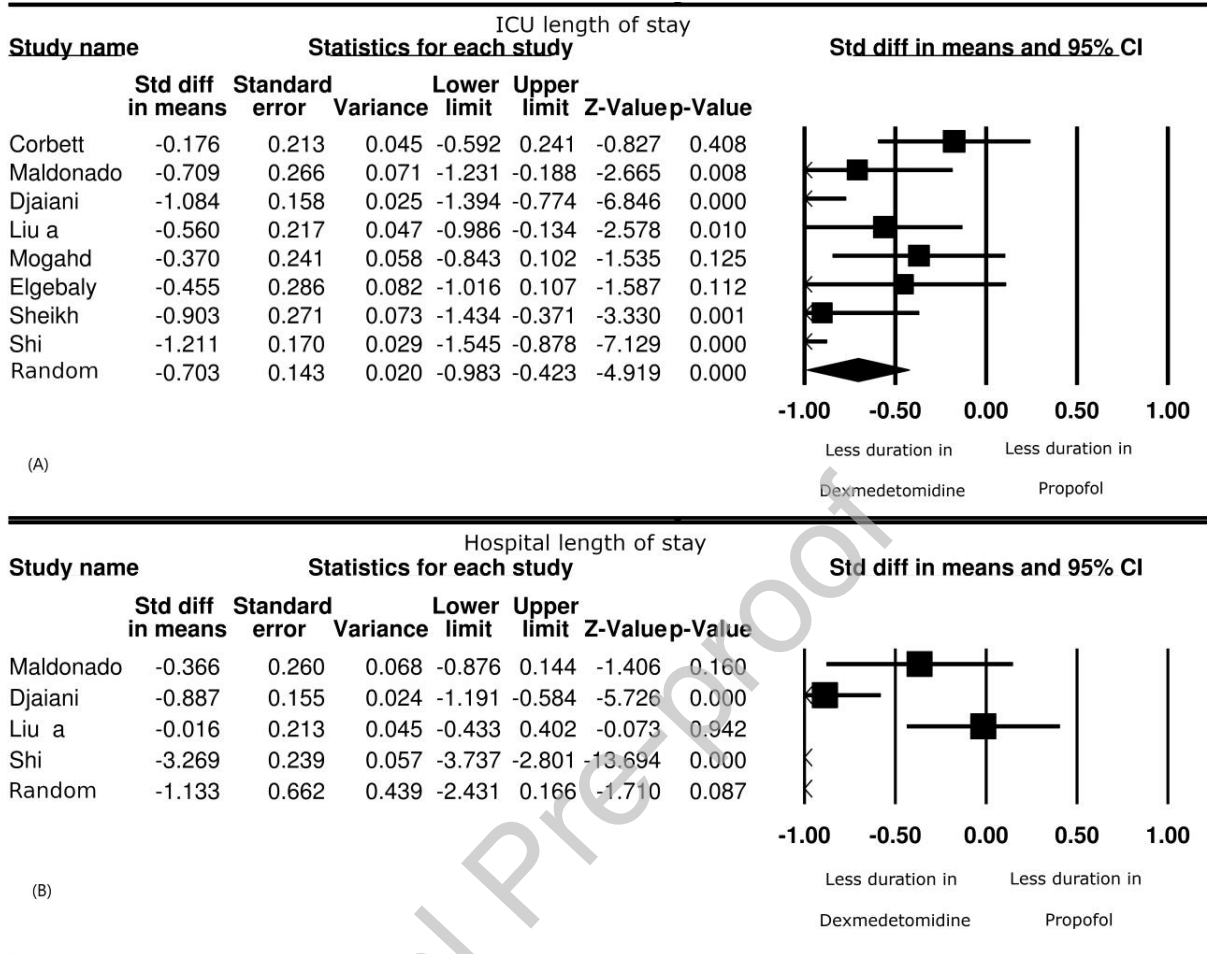 ICU length of stay
Study name Statistics for each study Std diff in means and 95% CI
Std diff Standard Lower Upper
in means error Variance limit limit Z-Value p-Value
Corbett -0.176 0.213 0.045 -0.592 0.241 -0.827 0.408
Maldonado -0.709 0.266 0.071 -1.231 -0.188 -2.665 0.008
Djaiani -1.084 0.158 0.025 -1.394 -0.774 -6.846 0.000
Liu a -0.560 0.217 0.047 -0.986 -0.134 -2.578 0.010
Mogahd -0.370 0.241 0.058 -0.843 0.102 -1.535 0.125
Elgebaly -0.455 0.286 0.082 -1.016 0.107 -1.587 0.112
Sheikh -0.903 0.271 0.073 -1.434 -0.371 -3.330 0.001
Shi -1.211 0.170 0.029 -1.545 -0.878 -7.129 0.000
Random -0.703 0.143 0.020 -0.983 -0.423 -4.919 0.000
-1.00 -0.50 0.00 0.50 1.00
Less duration in Less duration in
(A)
Dexmedetomidine Propofol
Hospital length of stay
Study name Statistics for each study Std diff in means and 95% CI
Std diff Standard Lower Upper
in means error Variance limit limit Z-Value p-Value
Maldonado -0.366 0.260 0.068 -0.876 0.144 -1.406 0.160
Djaiani -0.887 0.155 0.024 -1.191 -0.584 -5.726 0.000
Liu a -0.016 0.213 0.045 -0.433 0.402 -0.073 0.942
Shi -3.269 0.239 0.057 -3.737 -2.801 -13.694 0.000
Random -1.133 0.662 0.439 -2.431 0.166 -1.710 0.087
-1.00 -0.50 0.00 0.50 1.00
Less duration in Less duration in
(B)
Dexmedetomidine Propofol
l Pre-proof